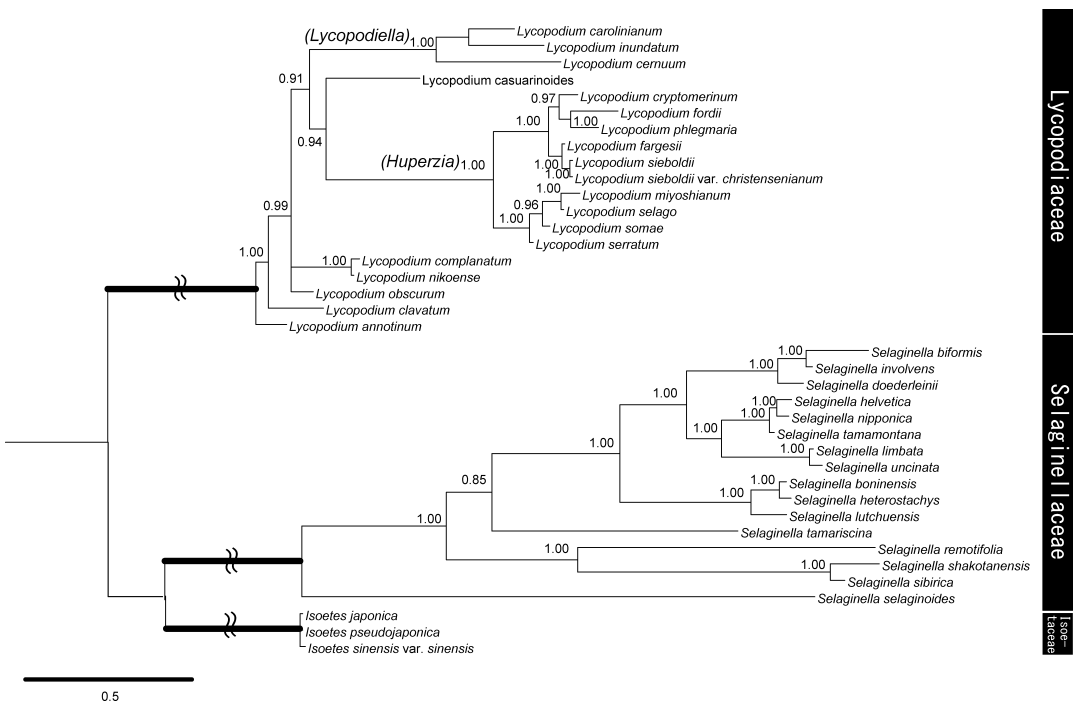 (Lycopodiella)
1.00
Lycopodium carolinianum
Lycopodium inundatum
Lycopodium cernuum
0.91
Lycopodium casuarinoides
0.97
Lycopodium cryptomerinum
Lycopodium fordii
1.00
1.00
Lycopodium phlegmaria
0.94
Lycopodium fargesii
(Huperzia)
1.00
1.00
Lycopodium sieboldii
1.00
Lycopodium sieboldii var. christensenianum
1.00
Lycopodium miyoshianum
0.96
Lycopodium selago
1.00
Lycopodium somae
Lycopodium serratum
0.99
1.00
1.00
Lycopodium complanatum
Lycopodium nikoense
Lycopodium obscurum
Lycopodium clavatum
Lycopodium annotinum
Lycopodiaceae
1.00
Selaginella biformis
1.00
Selaginella involvens
Selaginella doederleinii
1.00
1.00
Selaginella helvetica
1.00
Selaginella nipponica
1.00
Selaginella tamamontana
1.00
1.00
Selaginella limbata
Selaginella uncinata
0.85
1.00
Selaginella boninensis
1.00
Selaginella heterostachys
Selaginella lutchuensis
1.00
Selaginella tamariscina
1.00
Selaginella remotifolia
1.00
Selaginella shakotanensis
Selaginella sibirica
Selaginella selaginoides
Selaginellaceae
Isoetes japonica
Isoetes pseudojaponica
Isoetes sinensis var. sinensis
Isoe-
taceae
0.5